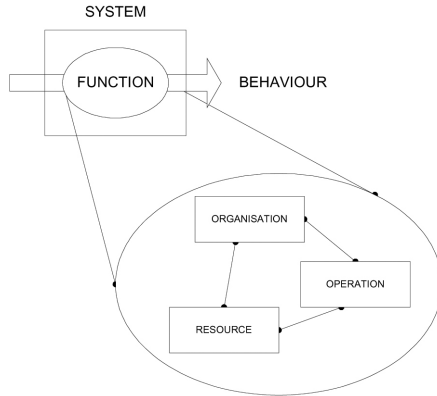 SYSTEM
FUNCTION
BEHAVIOUR
ORGANISATION
OPERATION
RESOURCE